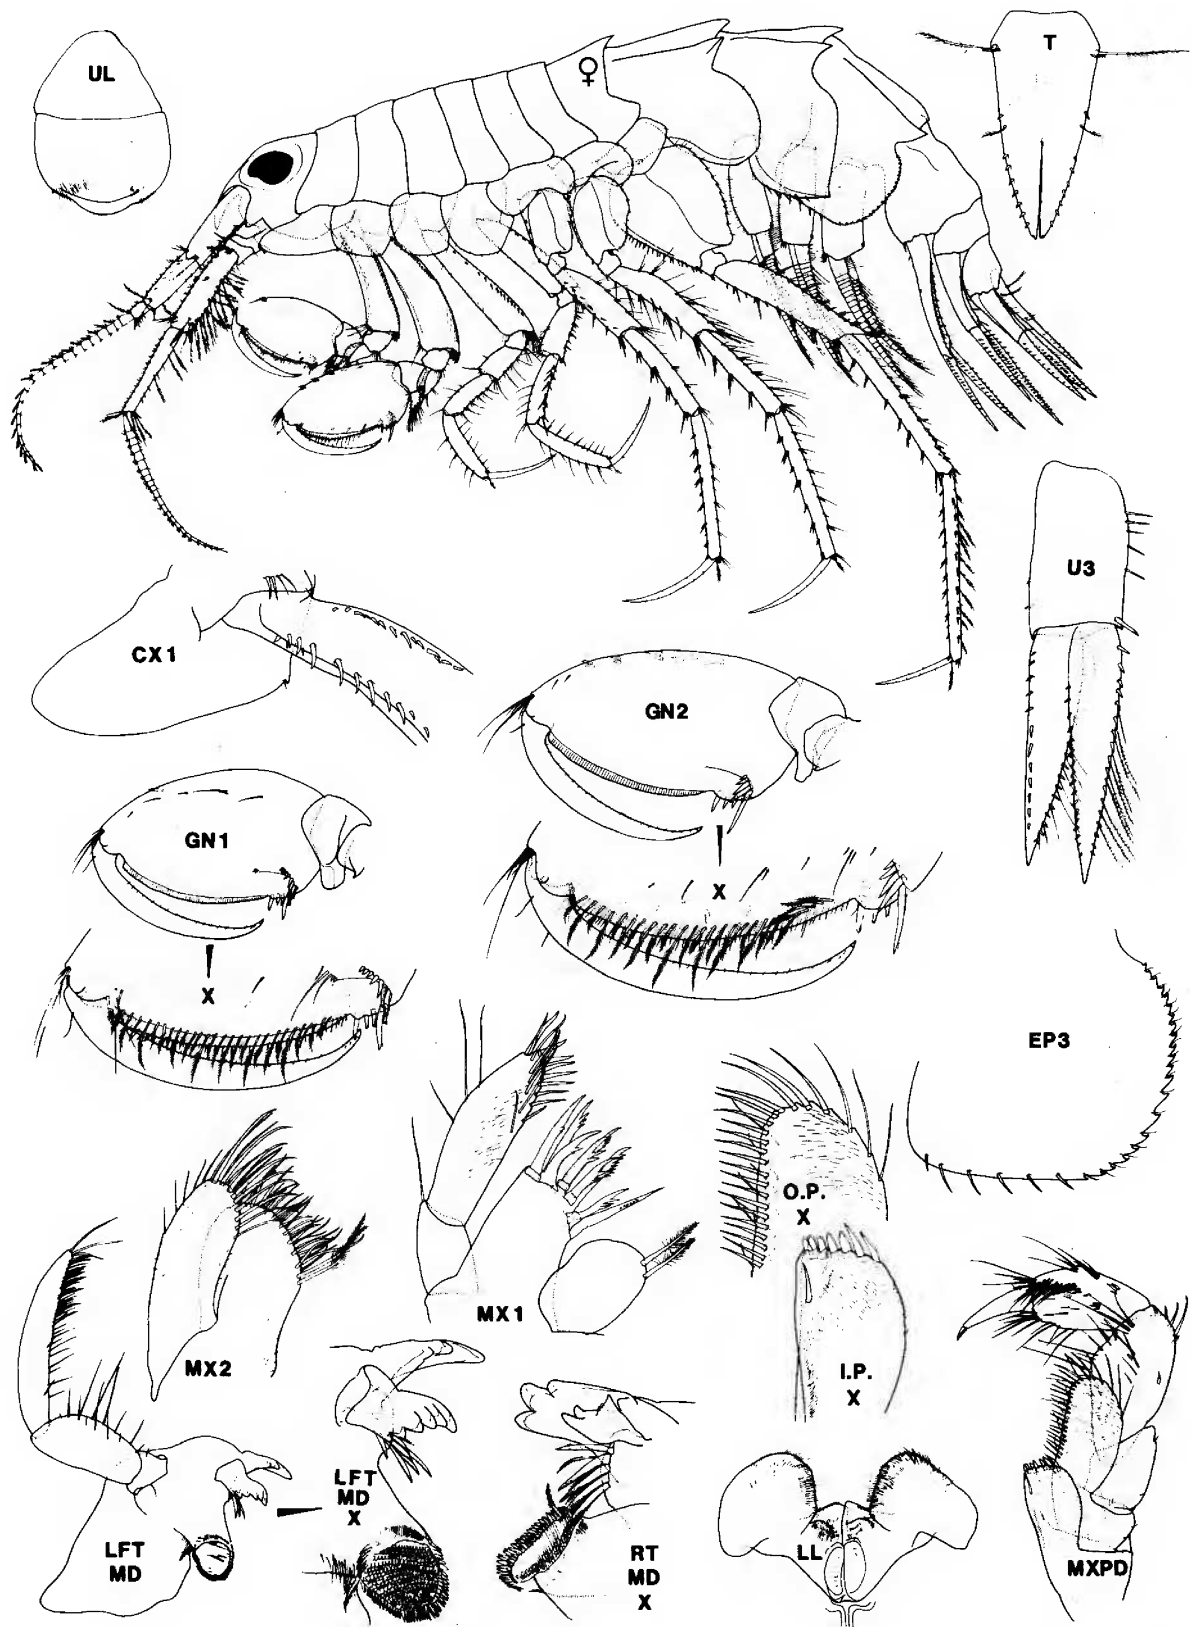 UL
♀
T
U3
CX1
GN2
GN1
X
X
EP3
O.P.
X
MX1
MX2
I.P.
X
LFT
MD
X
LFT
MD
RT
MD
X
LL
MXPD